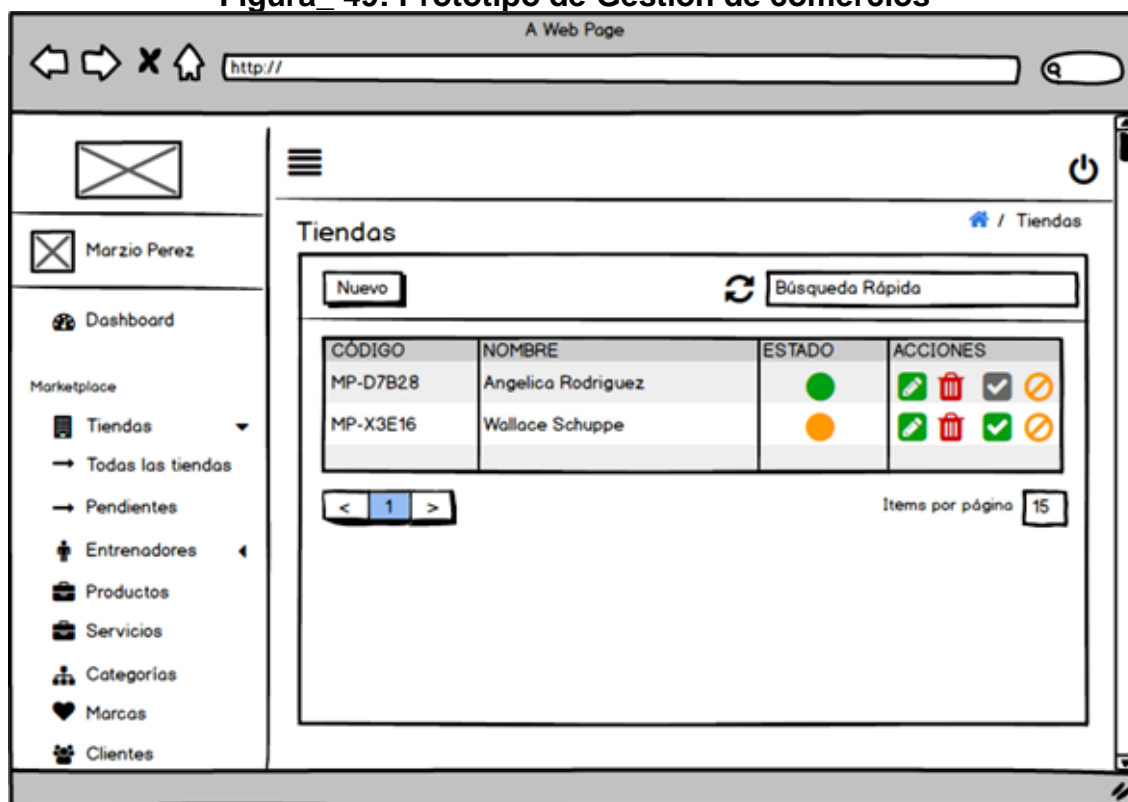 Figura_ 49. Prototipo de Gestión de comercios
A Web Page
http://
Marzio Perez
Dashboard
Marketplace
Tiendas
Todas las tiendas
Pendientes
Entrenadores
Productos
Servicios
Categorías
Marcas
Clientes
/ Tiendas
Tiendas
Nuevo
Búsqueda Rápida
CÓDIGO NOMBRE ESTADO ACCIONES
MP-D7B28 Angelica Rodriguez
MP-X3E16 Wallace Schuppe
< 1 >
Items por página 15